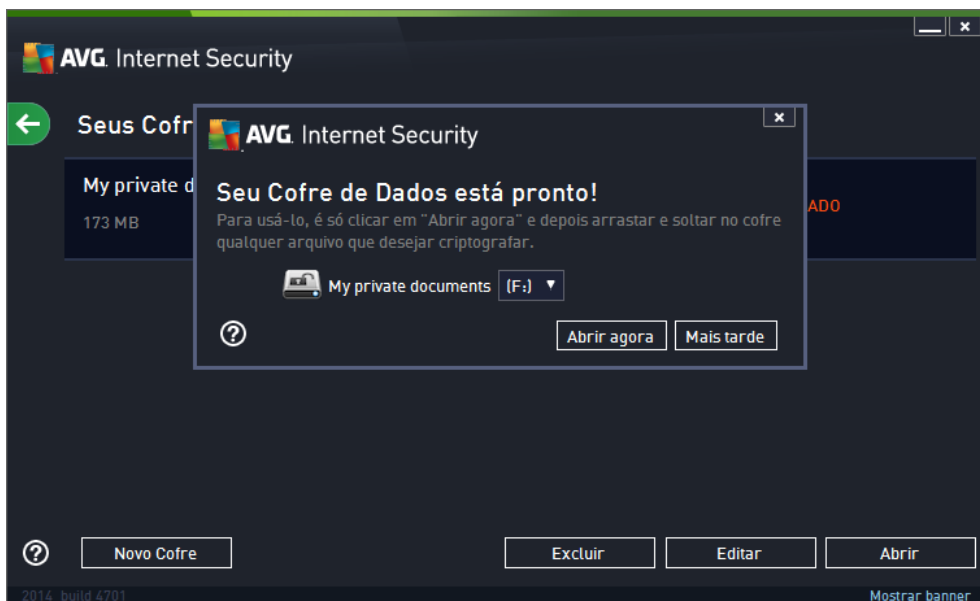 AVG. Internet Security
Seus Cofr
AVG. Internet Security
My private d
173 MB
ADO
Seu Cofre de Dados está pronto!
Para usá-lo, é só clicar em "Abrir agora" e depois arrastar e soltar no cofre
qualquer arquivo que desejar criptografar.
My private documents (F:)
Abrir agora Mais tarde
Novo Cofre Excluir Editar Abrir
2014 build 4701 Mostrar banner